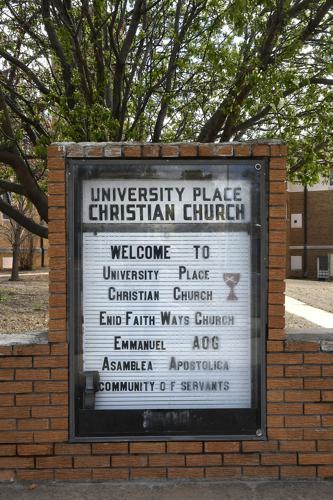 UNIVERSITY PLACE
CHRISTIAN CHURCH
WELCOME TO
UNIVERSITY PLACE
CHRISTIAN CHURCH
ENID FAITH WAYS CHURCH
EMMANUEL AOG
ASAMBLEA APOSTOLICA
COMMUNITY OF SERVANTS